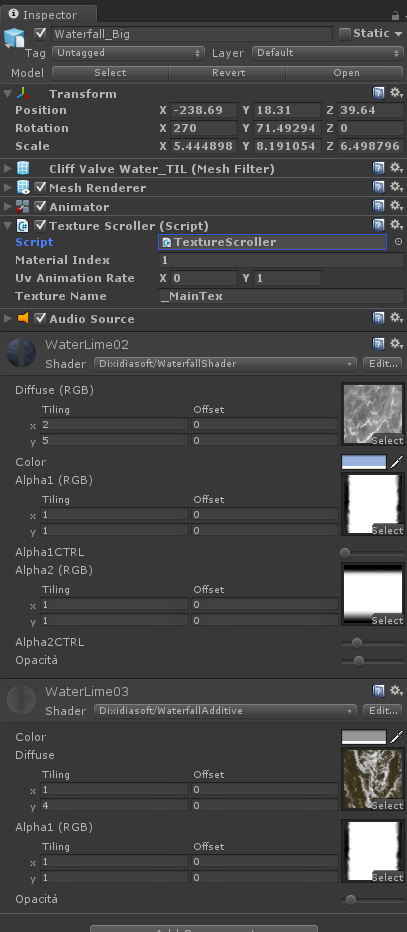 Inspector
Waterfall_Big Static
Tag Untagged Layer Default
Model Select Revert Open
Transform
Position X -238.69 Y 18.31 Z 39.64
Rotation X 270 Y 71.49294 Z 0
Scale X 5.444898 Y 8.191054 Z 6.498796
Cliff Valve Water_TIL (Mesh Filter)
Mesh Renderer
Animator
Texture Scroller (Script)
Script TextureScroller
Material Index 1
Uv Animation Rate X 0 Y 1
Texture Name _MainTex
Audio Source
WaterLime02
Shader Dixidiasoft/WaterfallShader Edit...
Diffuse (RGB)
Tiling Offset
x 2 0
y 5 0
Select
Color
Alpha1 (RGB)
Tiling Offset
x 1 0
y 1 0
Select
Alpha1CTRL
Alpha2 (RGB)
Tiling Offset
x 1 0
y 1 0
Select
Alpha2CTRL
Opacità
WaterLime03
Shader Dixidiasoft/WaterfallAdditive Edit...
Color
Diffuse
Tiling Offset
x 1 0
y 4 0
Select
Alpha1 (RGB)
Tiling Offset
x 1 0
y 1 0
Select
Opacità